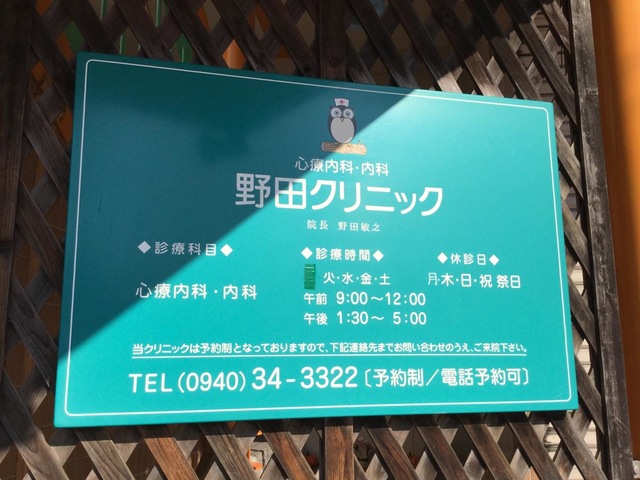 心療内科・内科
野田クリニック
院長 野田敏之
◆診療科目◆
心療内科・内科
◆診療時間◆
火・水・金・土
午前 9:00～12:00
午後 1:30～ 5:00
◆休診日◆
月・木・日・祝祭日
当クリニックは予約制となっておりますので、下記連絡先までお問い合わせのうえ、ご来院下さい。
TEL(0940)34-3322〔予約制/電話予約可〕